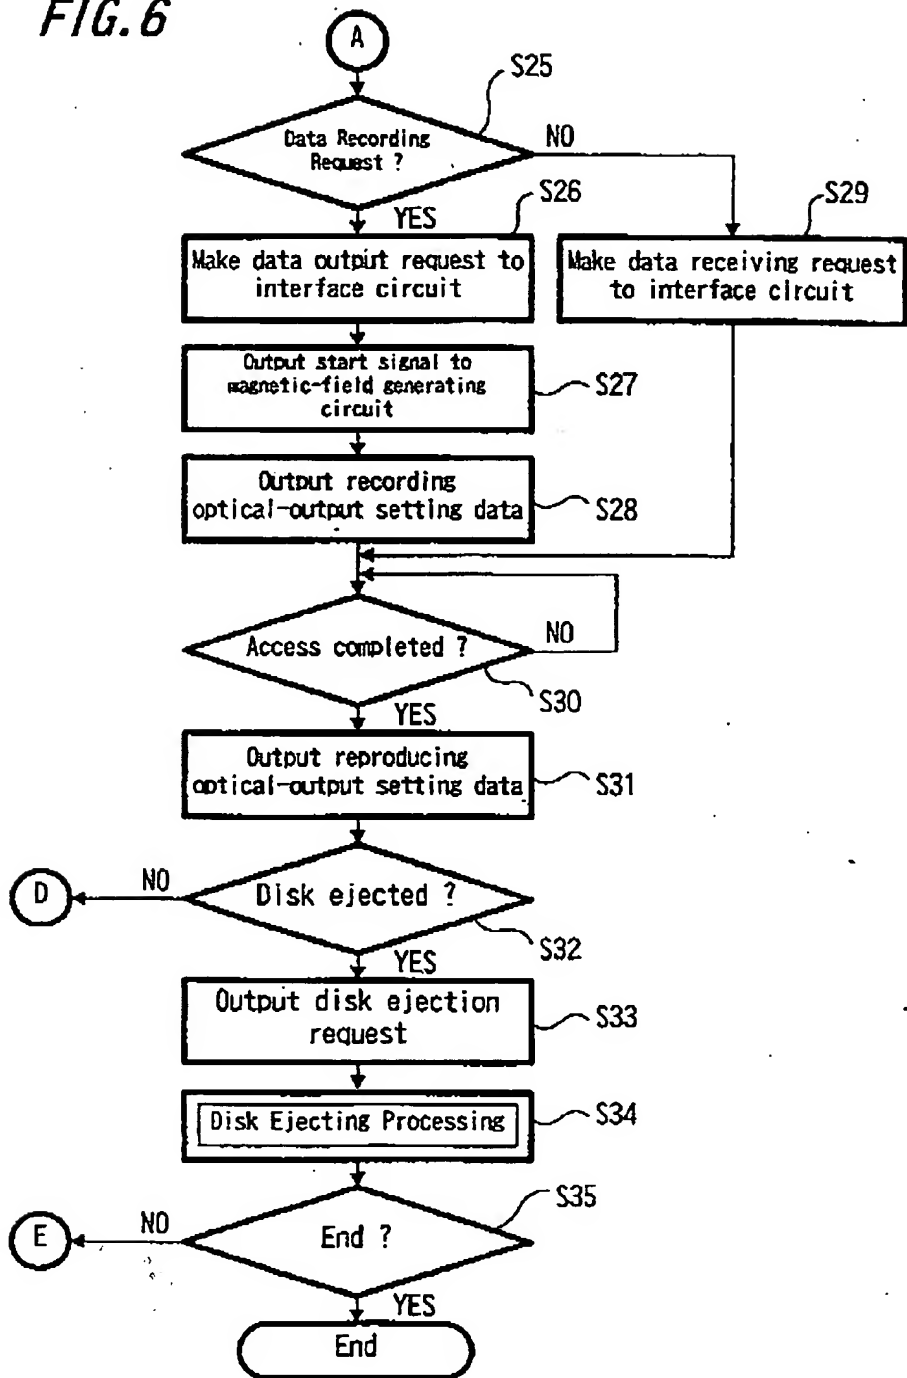 FIG. 6
A
S25
Data Recording
Request ?
NO
YES
S26
S29
Make data output request to
interface circuit
Make data receiving request
to interface circuit
Output start signal to
magnetic-field generating
circuit
S27
Output recording
optical-output setting data
S28
Access completed ?
NO
S30
YES
Output reproducing
optical-output setting data
S31
D
NO
Disk ejected ?
S32
YES
Output disk ejection
request
S33
Disk Ejecting Processing
S34
S35
E
NO
End ?
YES
End